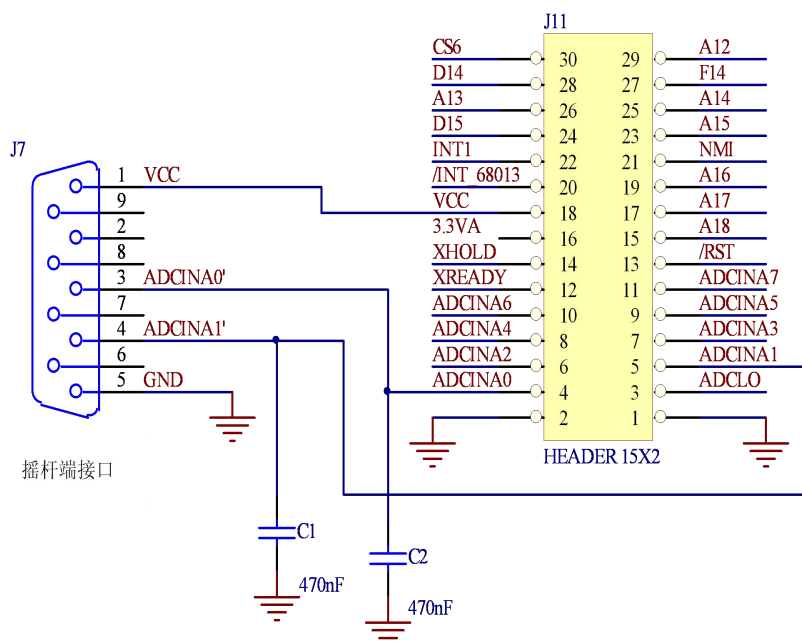 J11
CS6 30 29 A12
D14 28 27 F14
A13 26 25 A14
D15 24 23 A15
J7
INT1 22 21 NMI
1 VCC
/INT_68013 20 19 A16
9
VCC 18 17 A17
2
3.3VA 16 15 A18
8
XHOLD 14 13 /RST
3 ADCINA0'
XREADY 12 11 ADCINA7
7
ADCINA6 10 9 ADCINA5
4 ADCINA1'
ADCINA4 8 7 ADCINA3
6
ADCINA2 6 5 ADCINA1
5 GND
ADCINA0 4 3 ADCLO
2 1
HEADER 15X2
摇杆端接口
C1
470nF
C2
470nF